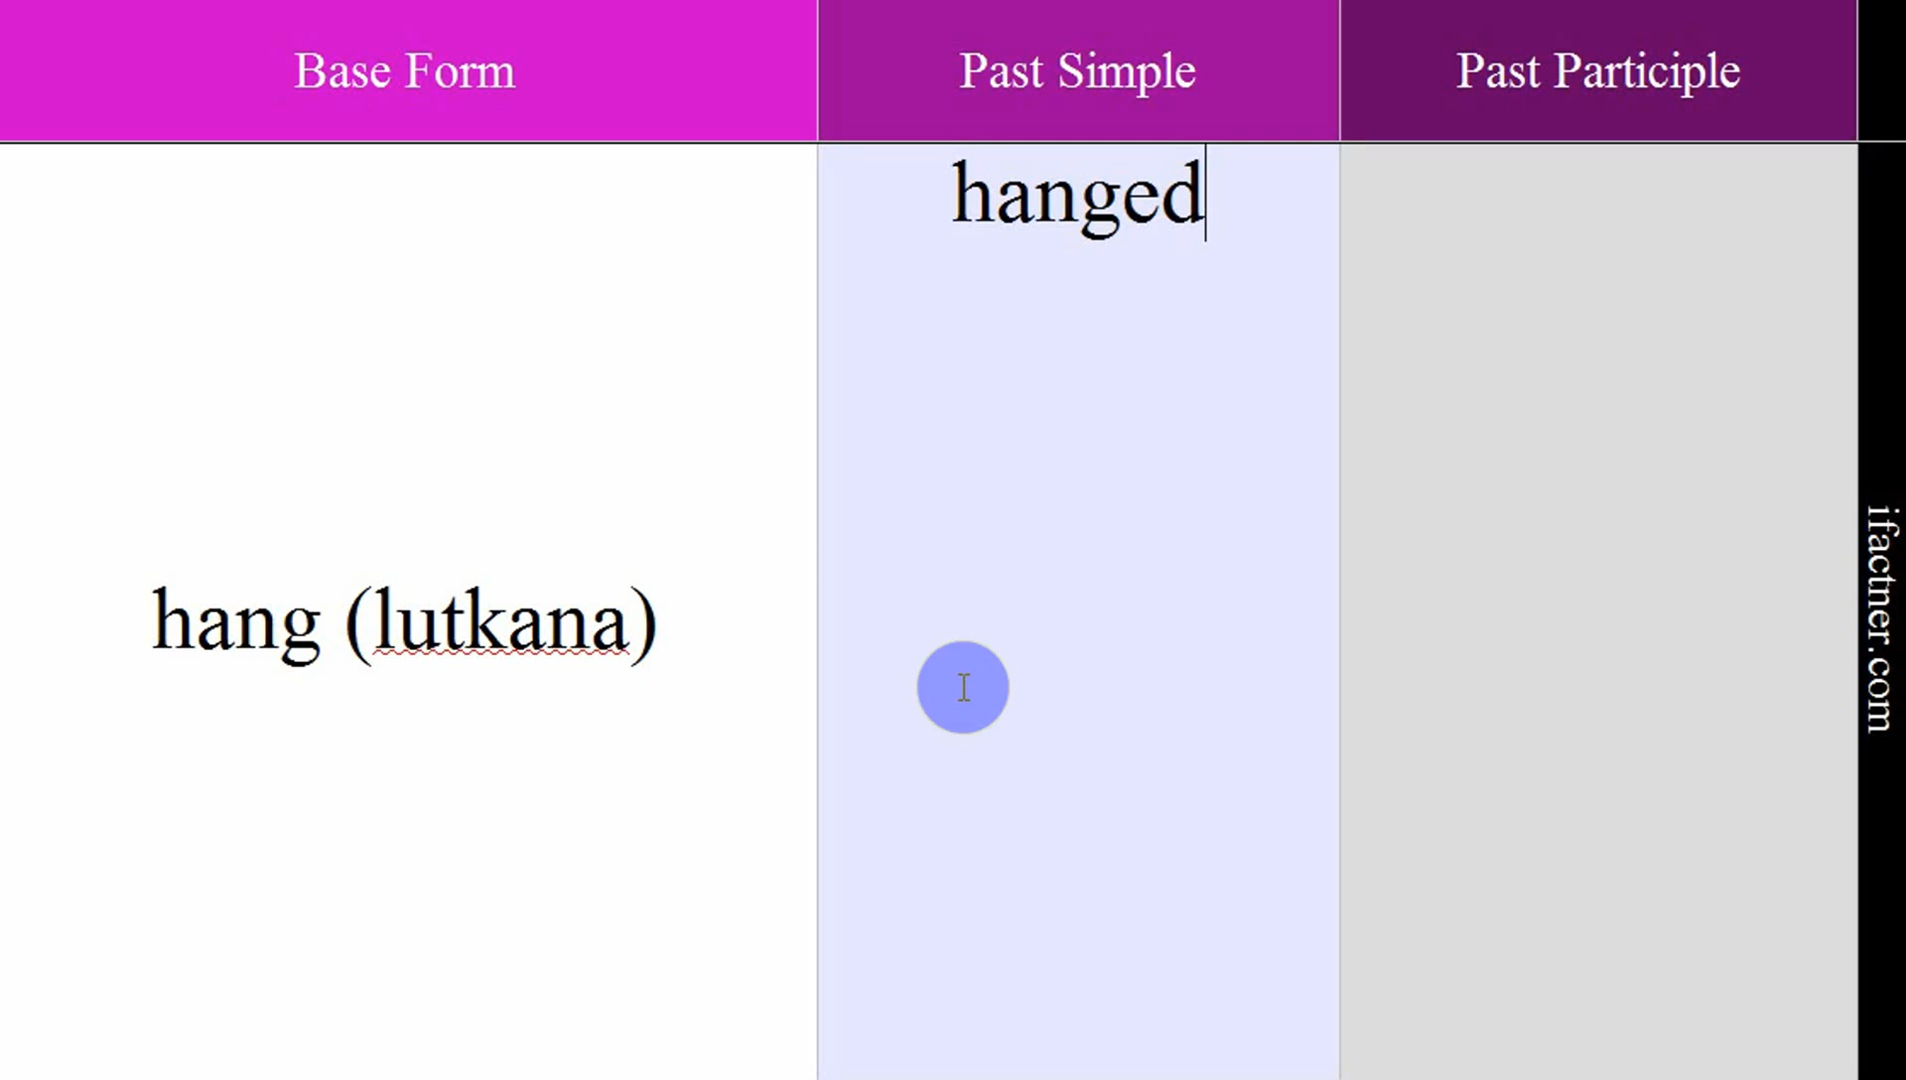 Base Form
Past Simple
Past Participle
hanged
hang (lutkana)
ifactner.com